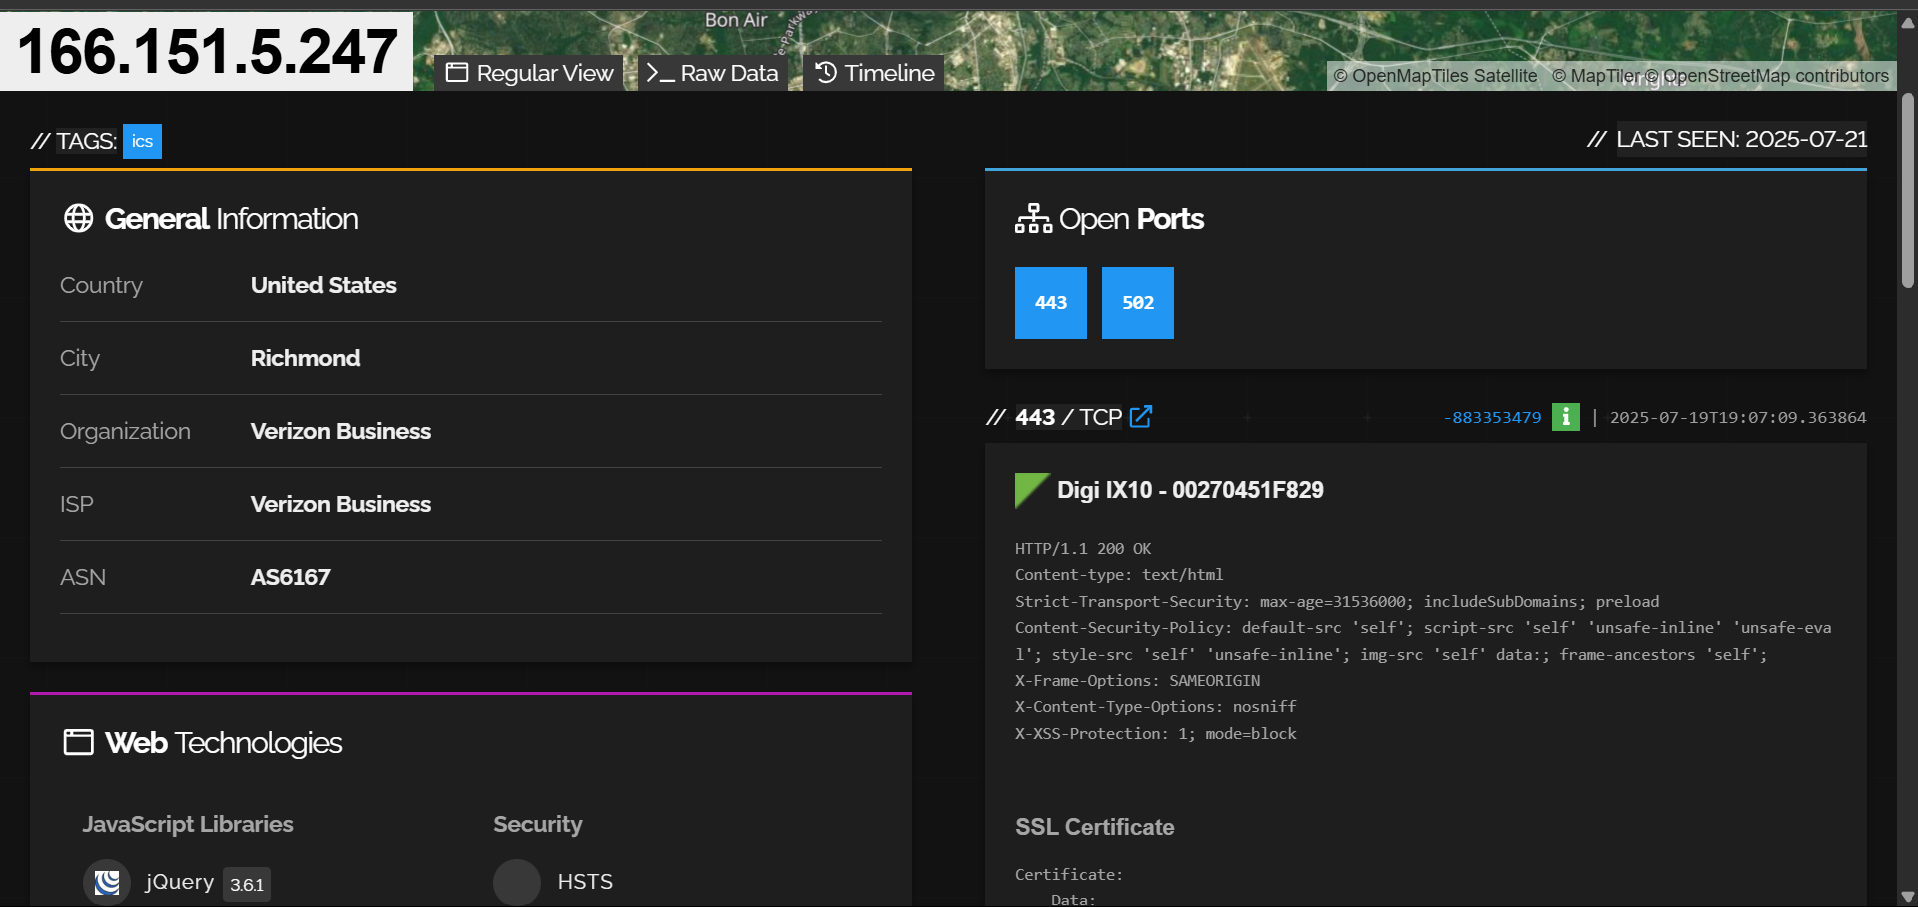 Bon Air
e-Parkwa
166.151.5.247
Regular View
Raw Data
Timeline
© OpenMapTiles Satellite © MapTiler © OpenStreetMap contributors
// TAGS: ics
// LAST SEEN: 2025-07-21
General Information
Country United States
City Richmond
Organization Verizon Business
ISP Verizon Business
ASN AS6167
Web Technologies
JavaScript Libraries
jQuery 3.6.1
Security
HSTS
Open Ports
443
502
// 443 / TCP
-883353479 | 2025-07-19T19:07:09.363864
Digi IX10 - 00270451F829
HTTP/1.1 200 OK
Content-type: text/html
Strict-Transport-Security: max-age=31536000; includeSubDomains; preload
Content-Security-Policy: default-src 'self'; script-src 'self' 'unsafe-inline' 'unsafe-eva
l'; style-src 'self' 'unsafe-inline'; img-src 'self' data:; frame-ancestors 'self';
X-Frame-Options: SAMEORIGIN
X-Content-Type-Options: nosniff
X-XSS-Protection: 1; mode=block
SSL Certificate
Certificate:
Data: